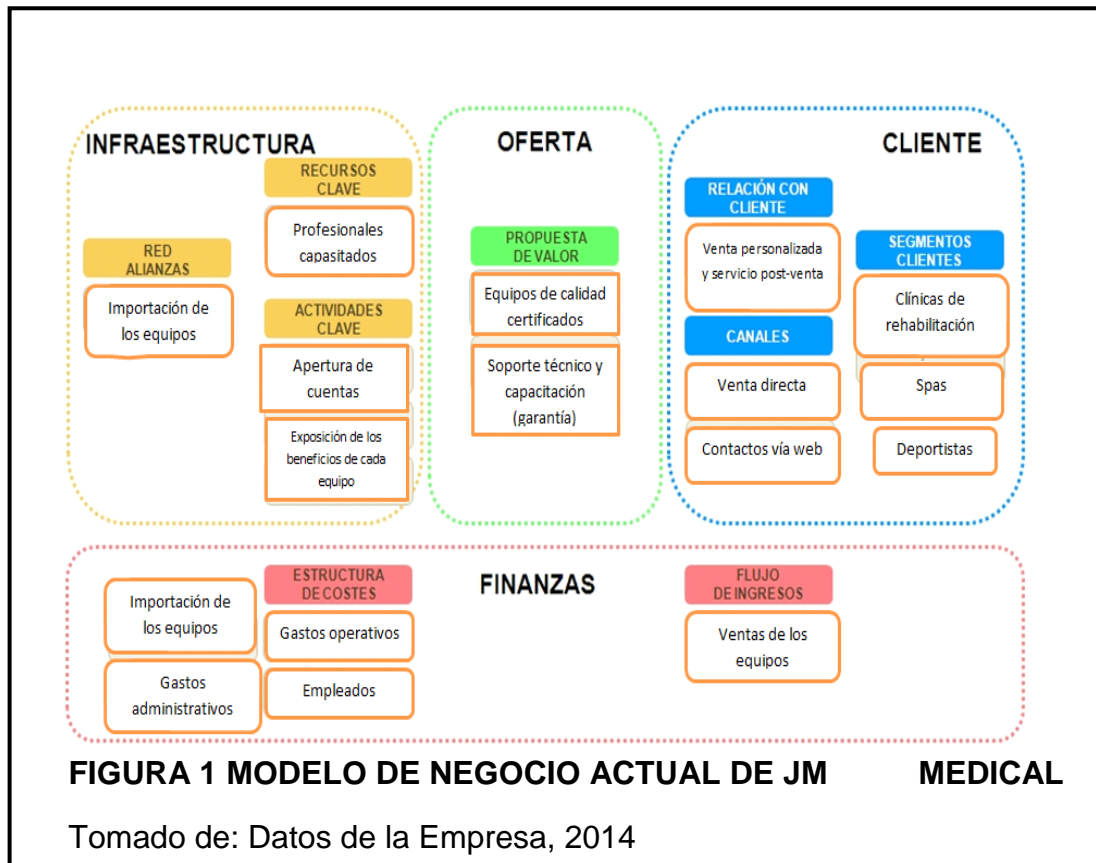 INFRAESTRUCTURA
RED
ALIANZAS
Importación de
los equipos
RECURSOS
CLAVE
Profesionales
capasitados
ACTIVIDADES
CLAVE
Apertura de
cuentas
Exposición de los
beneficios de cada
equipo
OFERTA
PROPUESTA
DE VALOR
Equipos de calidad
certificados
Soporte técnico y
capacitación
(garantía)
CLIENTE
RELACIÓN CON
CLIENTE
Venta personalizada
y servicio post-venta
CANALES
Venta directa
Contactos vía web
SEGMENTOS
CLIENTES
Clínicas de
rehabilitación
Spas
Deportistas
FINANZAS
Importación de
los equipos
Gastos
administrativos
ESTRUCTURA
DE COSTES
Gastos operativos
Empleados
FLUJO
DE INGRESOS
Ventas de los
equipos
FIGURA 1 MODELO DE NEGOCIO ACTUAL DE JM MEDICAL
Tomado de: Datos de la Empresa, 2014